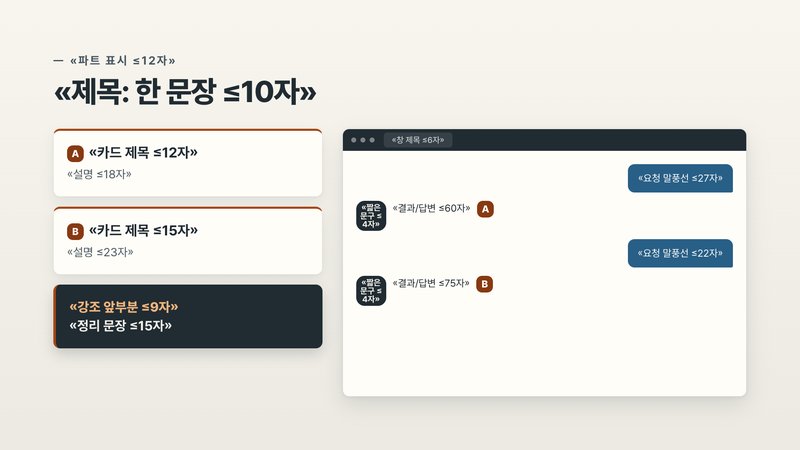 — «파트 표시 ≤12자»
«제목: 한 문장 ≤10자»
A «카드 제목 ≤12자»
«설명 ≤18자»
B «카드 제목 ≤15자»
«설명 ≤23자»
«강조 앞부분 ≤9자»
«정리 문장 ≤15자»
«창 제목 ≤6자»
«요청 말풍선 ≤27자»
«짧은
문구 ≤
4자»
«결과/답변 ≤60자» A
«요청 말풍선 ≤22자»
«짧은
문구 ≤
4자»
«결과/답변 ≤75자» B